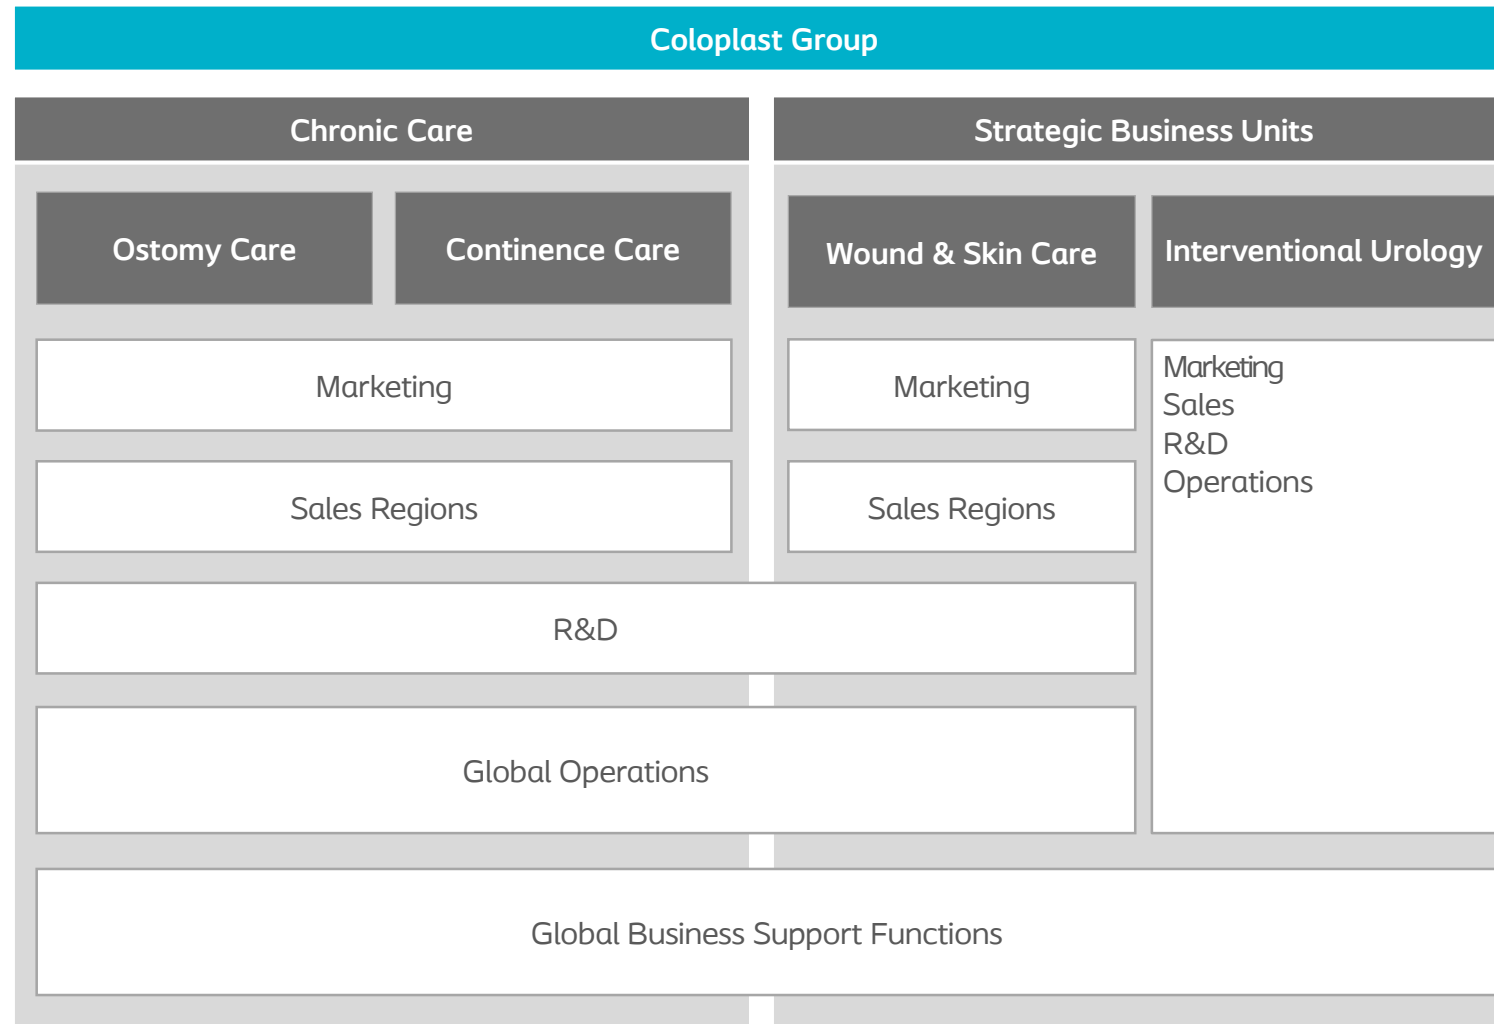 Coloplast Group
Chronic Care
Strategic Business Units
Ostomy Care
Continence Care
Wound & Skin Care
Interventional Urology
Marketing
Marketing
Marketing
Sales
R&D
Operations
Sales Regions
Sales Regions
R&D
Global Operations
Global Business Support Functions